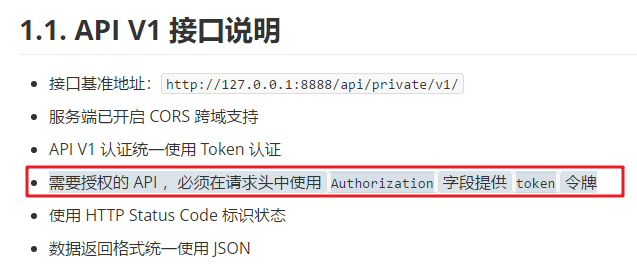 1.1. API V1 接口说明
接口基准地址：http://127.0.0.1:8888/api/private/v1/
服务端已开启 CORS 跨域支持
API V1 认证统一使用 Token 认证
需要授权的 API ，必须在请求头中使用 Authorization 字段提供 token 令牌
使用 HTTP Status Code 标识状态
数据返回格式统一使用 JSON